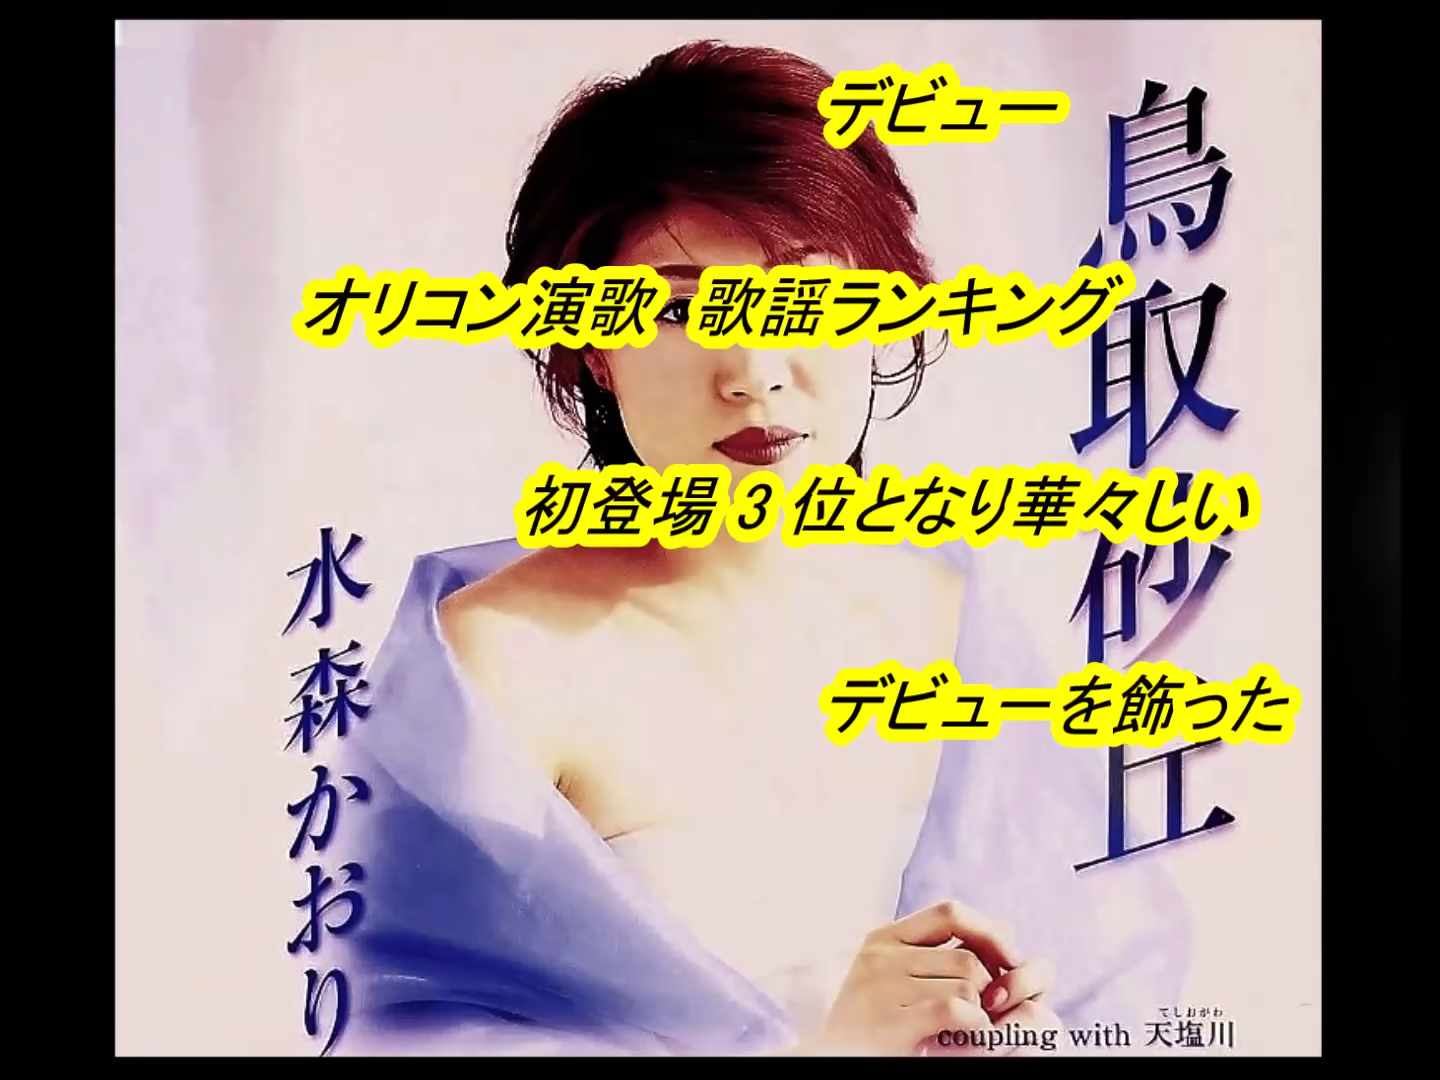 デビュー
オリコン演歌　歌謡ランキング
初登場3位となり華々しい
デビューを飾った
鳥取砂丘
水森かおり
てしおがわ
coupling with 天塩川